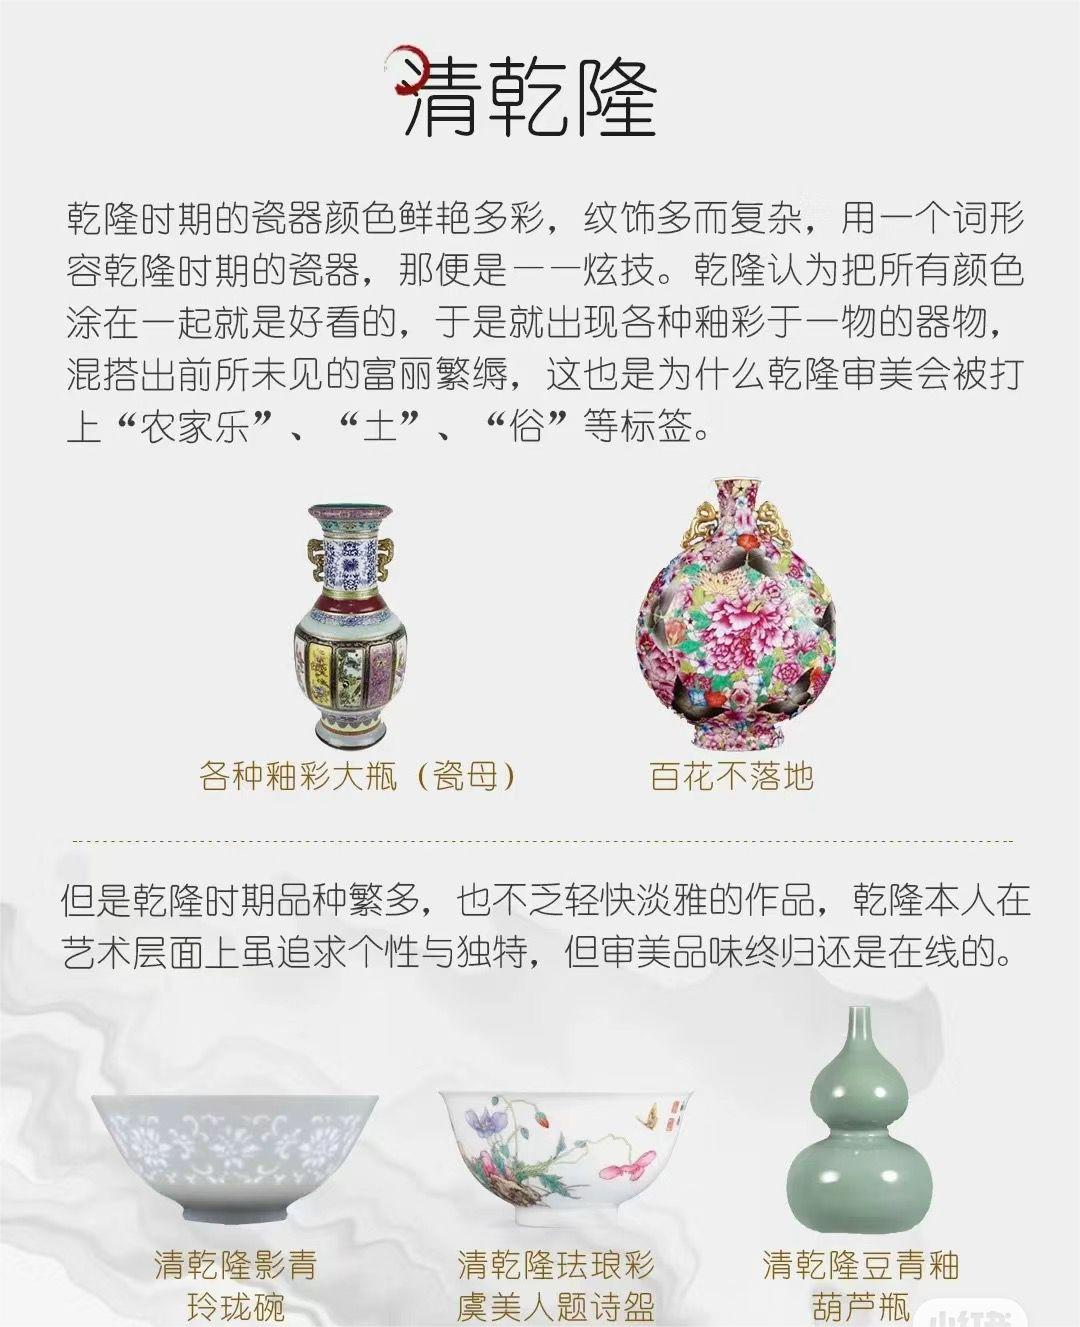 清乾隆
乾隆时期的瓷器颜色鲜艳多彩，纹饰多而复杂，用一个词形
容乾隆时期的瓷器，那便是——炫技。乾隆认为把所有颜色
涂在一起就是好看的，于是就出现各种釉彩于一物的器物，
混搭出前所未见的富丽繁缛，这也是为什么乾隆审美会被打
上“农家乐”、“土”、“俗”等标签。
各种釉彩大瓶（瓷母）
百花不落地
但是乾隆时期品种繁多，也不乏轻快淡雅的作品，乾隆本人在
艺术层面上虽追求个性与独特，但审美品味终归还是在线的。
清乾隆影青
玲珑碗
清乾隆珐琅彩
虞美人题诗盌
清乾隆豆青釉
葫芦瓶
小红书